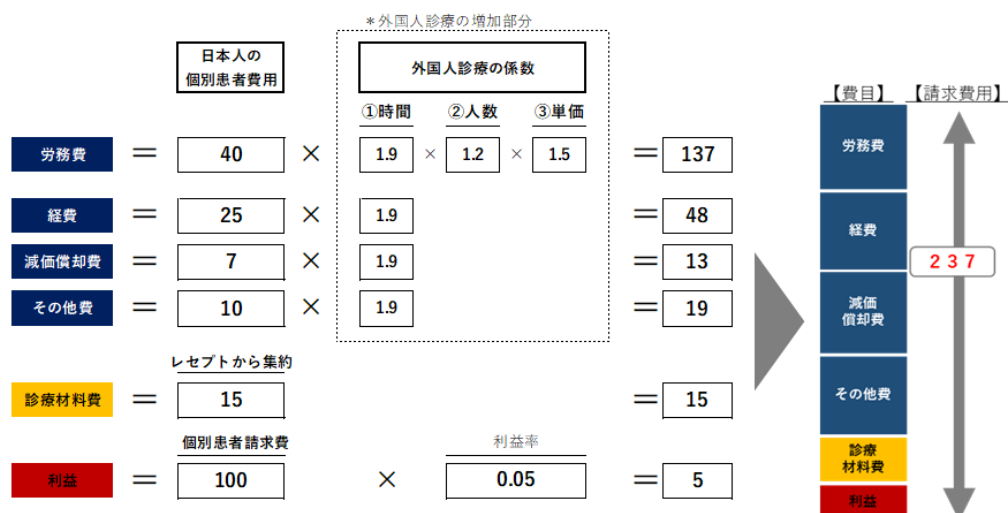 *外国人診療の増加部分
日本人の
個別患者費用
外国人診療の係数
①時間 ②人数 ③単価
労務費 = 40 × 1.9 × 1.2 × 1.5 = 137
経費 = 25 × 1.9 = 48
減価償却費 = 7 × 1.9 = 13
その他費 = 10 × 1.9 = 19
レセプトから集約
診療材料費 = 15 = 15
個別患者請求費 利益率
利益 = 100 × 0.05 = 5
【費目】 【請求費用】
労務費
経費
237
減価
償却費
その他費
診療
材料費
利益